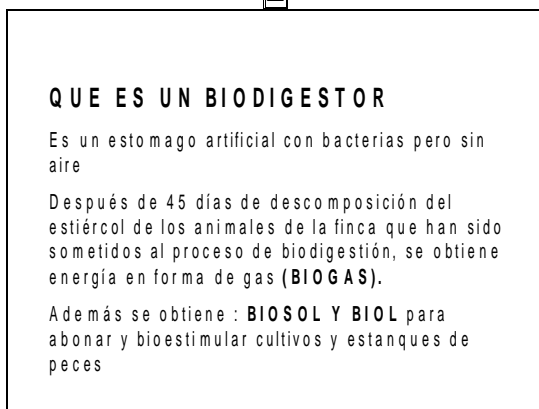 QUE ES UN BIODIGESTOR
Es un estomago artificial con bacterias pero sin
aire
Después de 45 días de descomposición del
estiércol de los animales de la finca que han sido
sometidos al proceso de biodigestión, se obtiene
energía en forma de gas (BIOGAS).
Además se obtiene : BIOSOL Y BIOL para
abonar y bioestimular cultivos y estanques de
peces